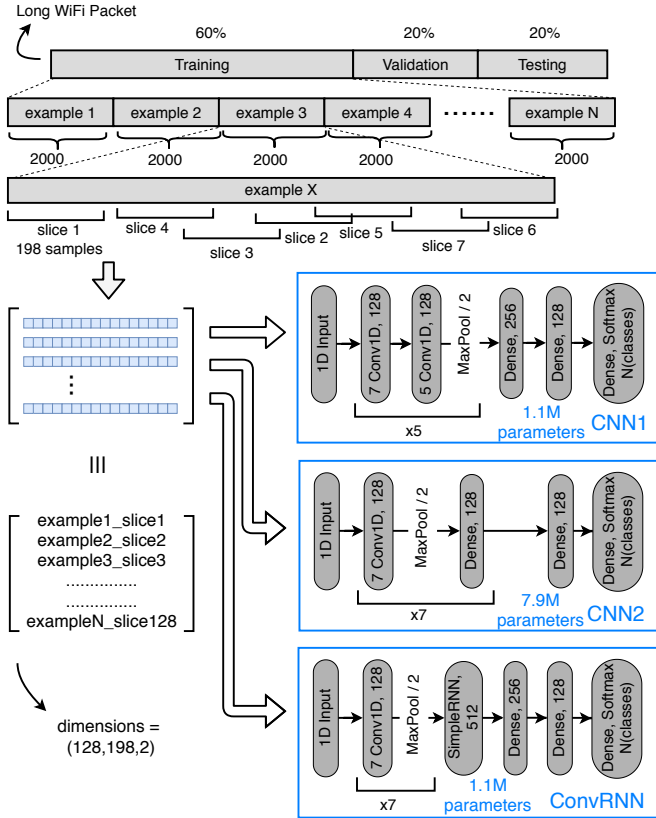 Long WiFi Packet
60%
20%
20%
Training
Validation
Testing
example 1
example 2
example 3
example 4
.......
example N
2000
2000
2000
2000
2000
example X
slice 1
198 samples
slice 4
slice 3
slice 2
slice 5
slice 7
slice 6
1D Input
7 Conv1D, 128
5 Conv1D, 128
MaxPool / 2
Dense, 256
Dense, 128
Dense, Softmax
N(classes)
x5
1.1M
parameters
CNN1
example1_slice1
example2_slice2
example3_slice3
...............
...............
exampleN_slice128
dimensions =
(128,198,2)
1D Input
7 Conv1D, 128
MaxPool / 2
Dense, 128
Dense, 128
Dense, Softmax
N(classes)
x7
7.9M
parameters
CNN2
1D Input
7 Conv1D, 128
MaxPool / 2
SimpleRNN,
512
Dense, 256
Dense, 128
Dense, Softmax
N(classes)
x7
1.1M
parameters
ConvRNN